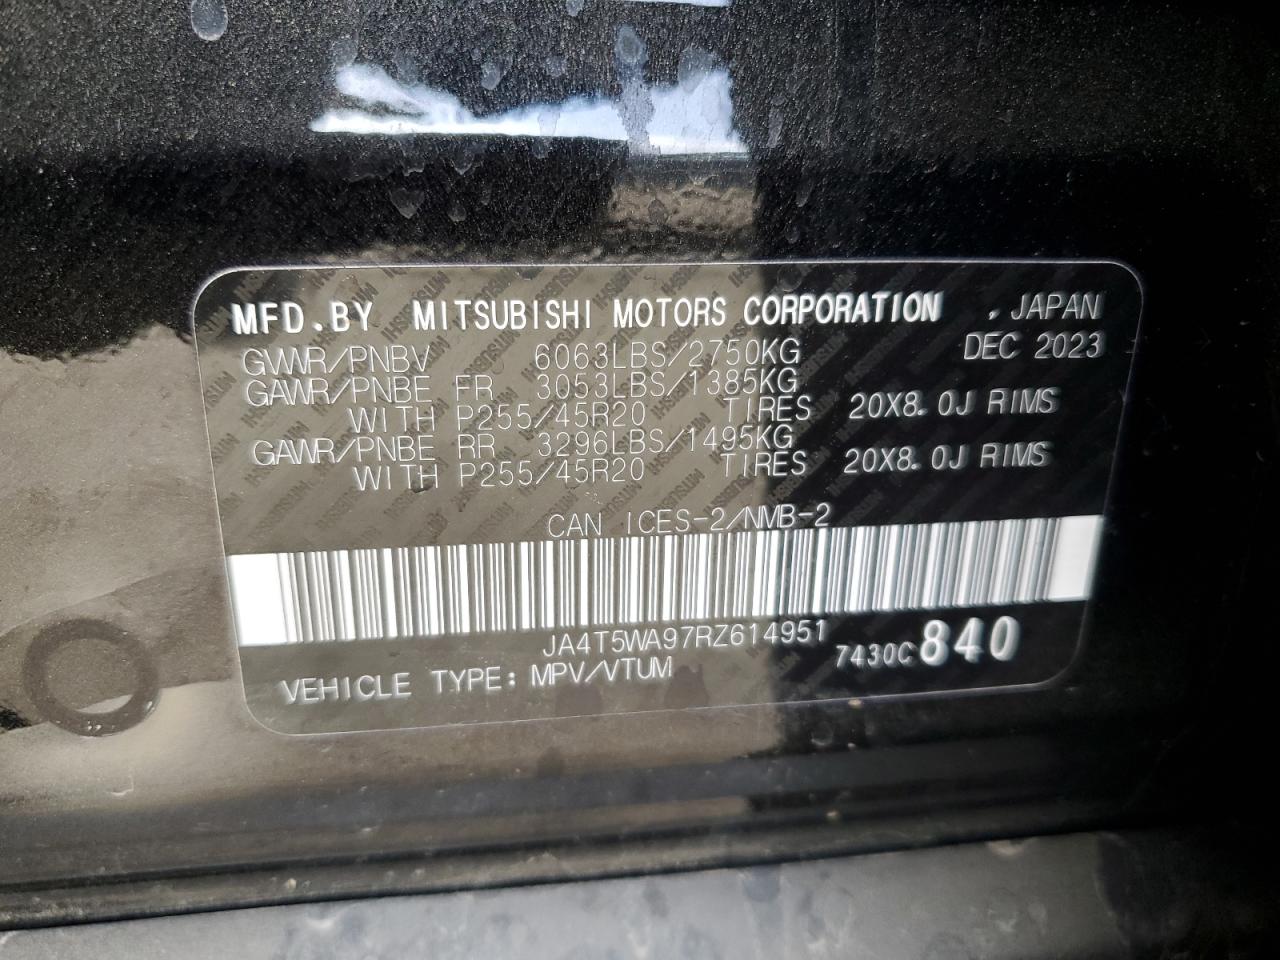 MFD.BY MITSUBISHI MOTORS CORPORATION , JAPAN
GVWR/PNBV 6063LBS/2750KG DEC 2023
GAWR/PNBE FR 3053LBS/1385KG
WITH P255/45R20 TIRES 20X8.0J RIMS
GAWR/PNBE RR 3296LBS/1495KG
WITH P255/45R20 TIRES 20X8.0J RIMS
CAN ICES-2/NMB-2
JA4T5WA97RZ614951 7430C840
VEHICLE TYPE: MPV/VTUM